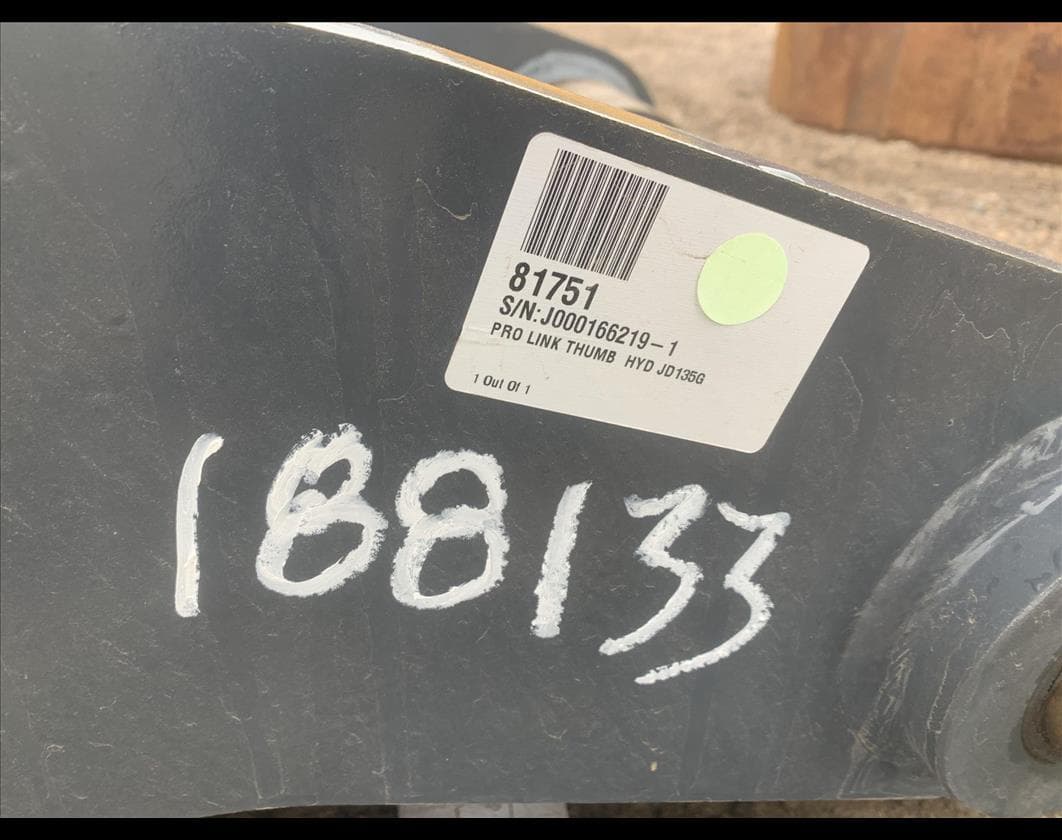 81751
S/N:J000166219-1
PRO LINK THUMB HYD JD135G
1 Out Of 1
188133